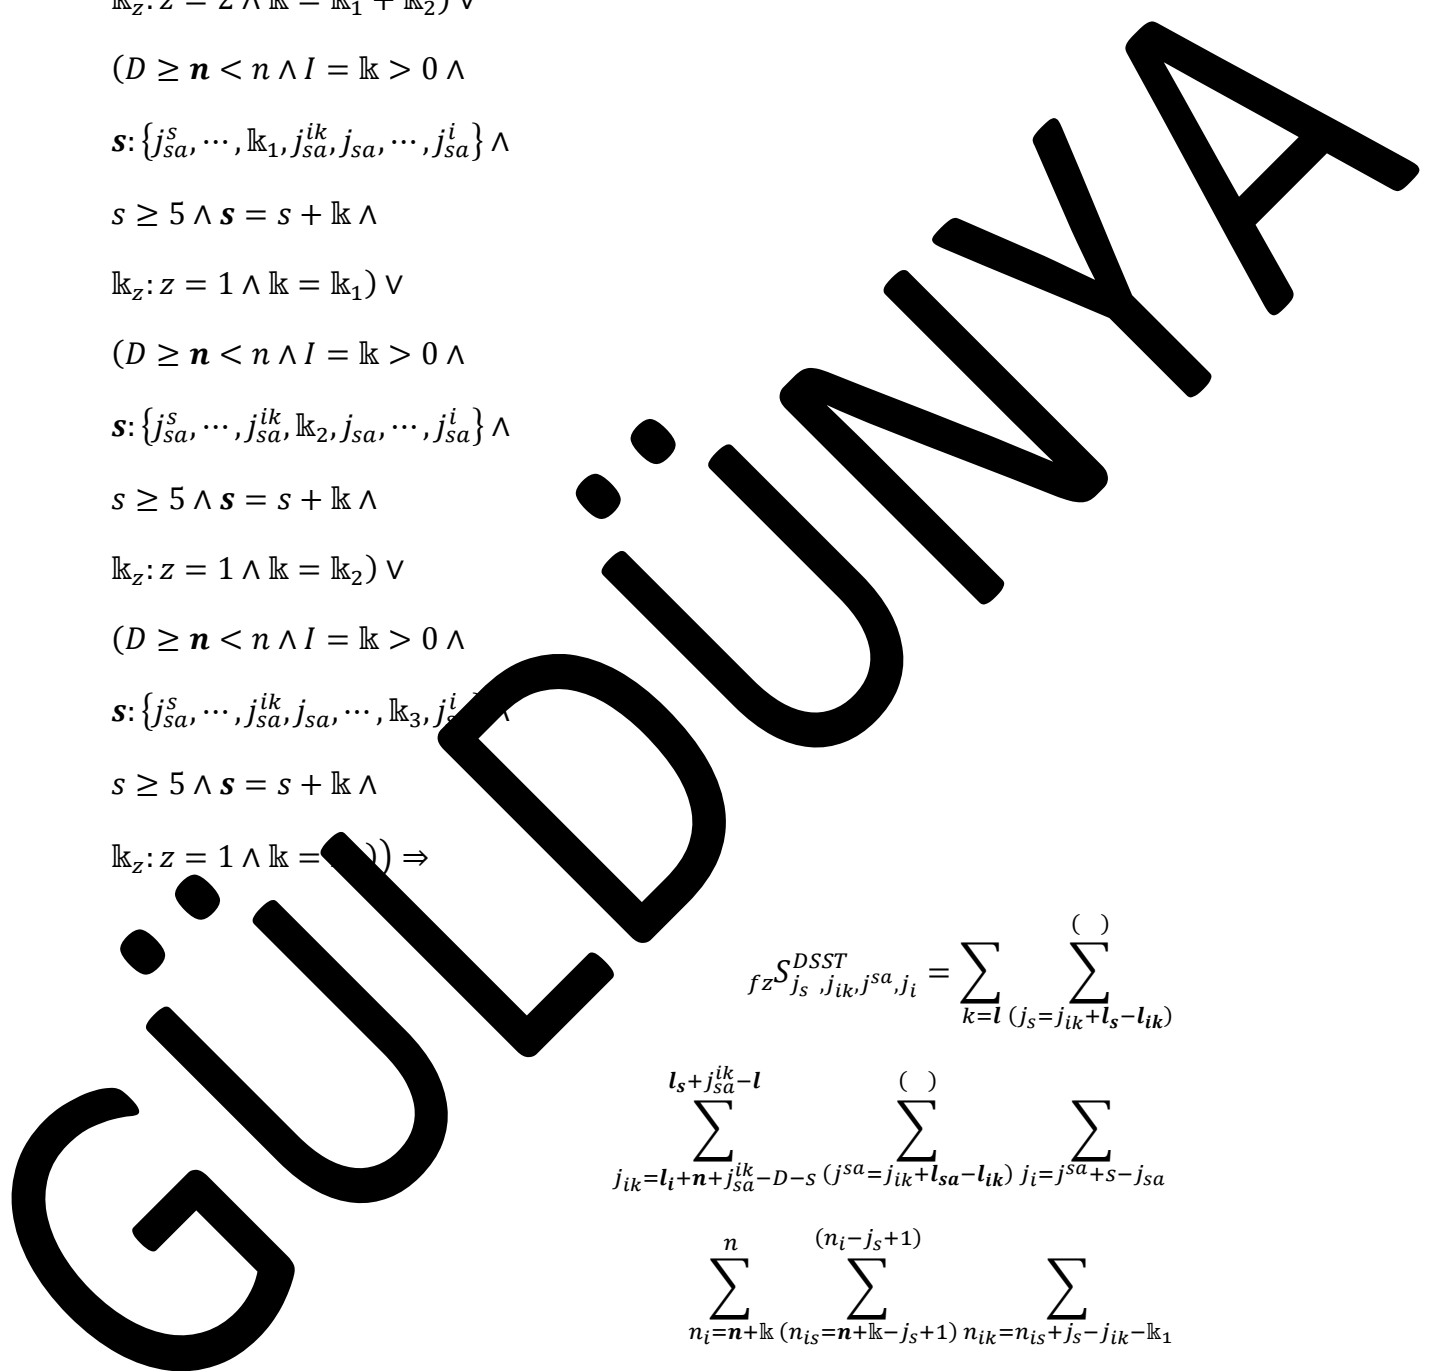 𝕜_z: z = 2 ∧ 𝕜 = 𝕜_1 + 𝕜_2) ∨
(D ≥ 𝒏 < n ∧ I = 𝕜 > 0 ∧
𝒔: {j_{sa}^{s}, ⋯, 𝕜_1, j_{sa}^{ik}, j_{sa}, ⋯, j_{sa}^{i}} ∧
s ≥ 5 ∧ 𝒔 = s + 𝕜 ∧
𝕜_z: z = 1 ∧ 𝕜 = 𝕜_1) ∨
(D ≥ 𝒏 < n ∧ I = 𝕜 > 0 ∧
𝒔: {j_{sa}^{s}, ⋯, j_{sa}^{ik}, 𝕜_2, j_{sa}, ⋯, j_{sa}^{i}} ∧
s ≥ 5 ∧ 𝒔 = s + 𝕜 ∧
𝕜_z: z = 1 ∧ 𝕜 = 𝕜_2) ∨
(D ≥ 𝒏 < n ∧ I = 𝕜 > 0 ∧
𝒔: {j_{sa}^{s}, ⋯, j_{sa}^{ik}, j_{sa}, ⋯, 𝕜_3, j^{i} ∧
s ≥ 5 ∧ 𝒔 = s + 𝕜 ∧
𝕜_z: z = 1 ∧ 𝕜 = )) ⇒
GÜLDÜNYA
_{fz}S_{j_s, j_{ik}, j^{sa}, j_i}^{DSST} = ∑_{k=𝒍} ∑_{(j_s=j_{ik}+𝒍_𝒔−𝒍_{𝒊𝒌})}^{( )}
∑_{j_{ik}=𝒍_𝒊+𝒏+j_{sa}^{ik}−D−s}^{𝒍_𝒔+j_{sa}^{ik}−𝒍} ∑_{(j^{sa}=j_{ik}+𝒍_{𝒔𝒂}−𝒍_{𝒊𝒌})}^{( )} ∑_{j_i=j^{sa}+s−j_{sa}}
∑_{n_i=𝒏+𝕜}^{n} ∑_{(n_{is}=𝒏+𝕜−j_s+1)}^{(n_i−j_s+1)} ∑_{n_{ik}=n_{is}+j_s−j_{ik}−𝕜_1}